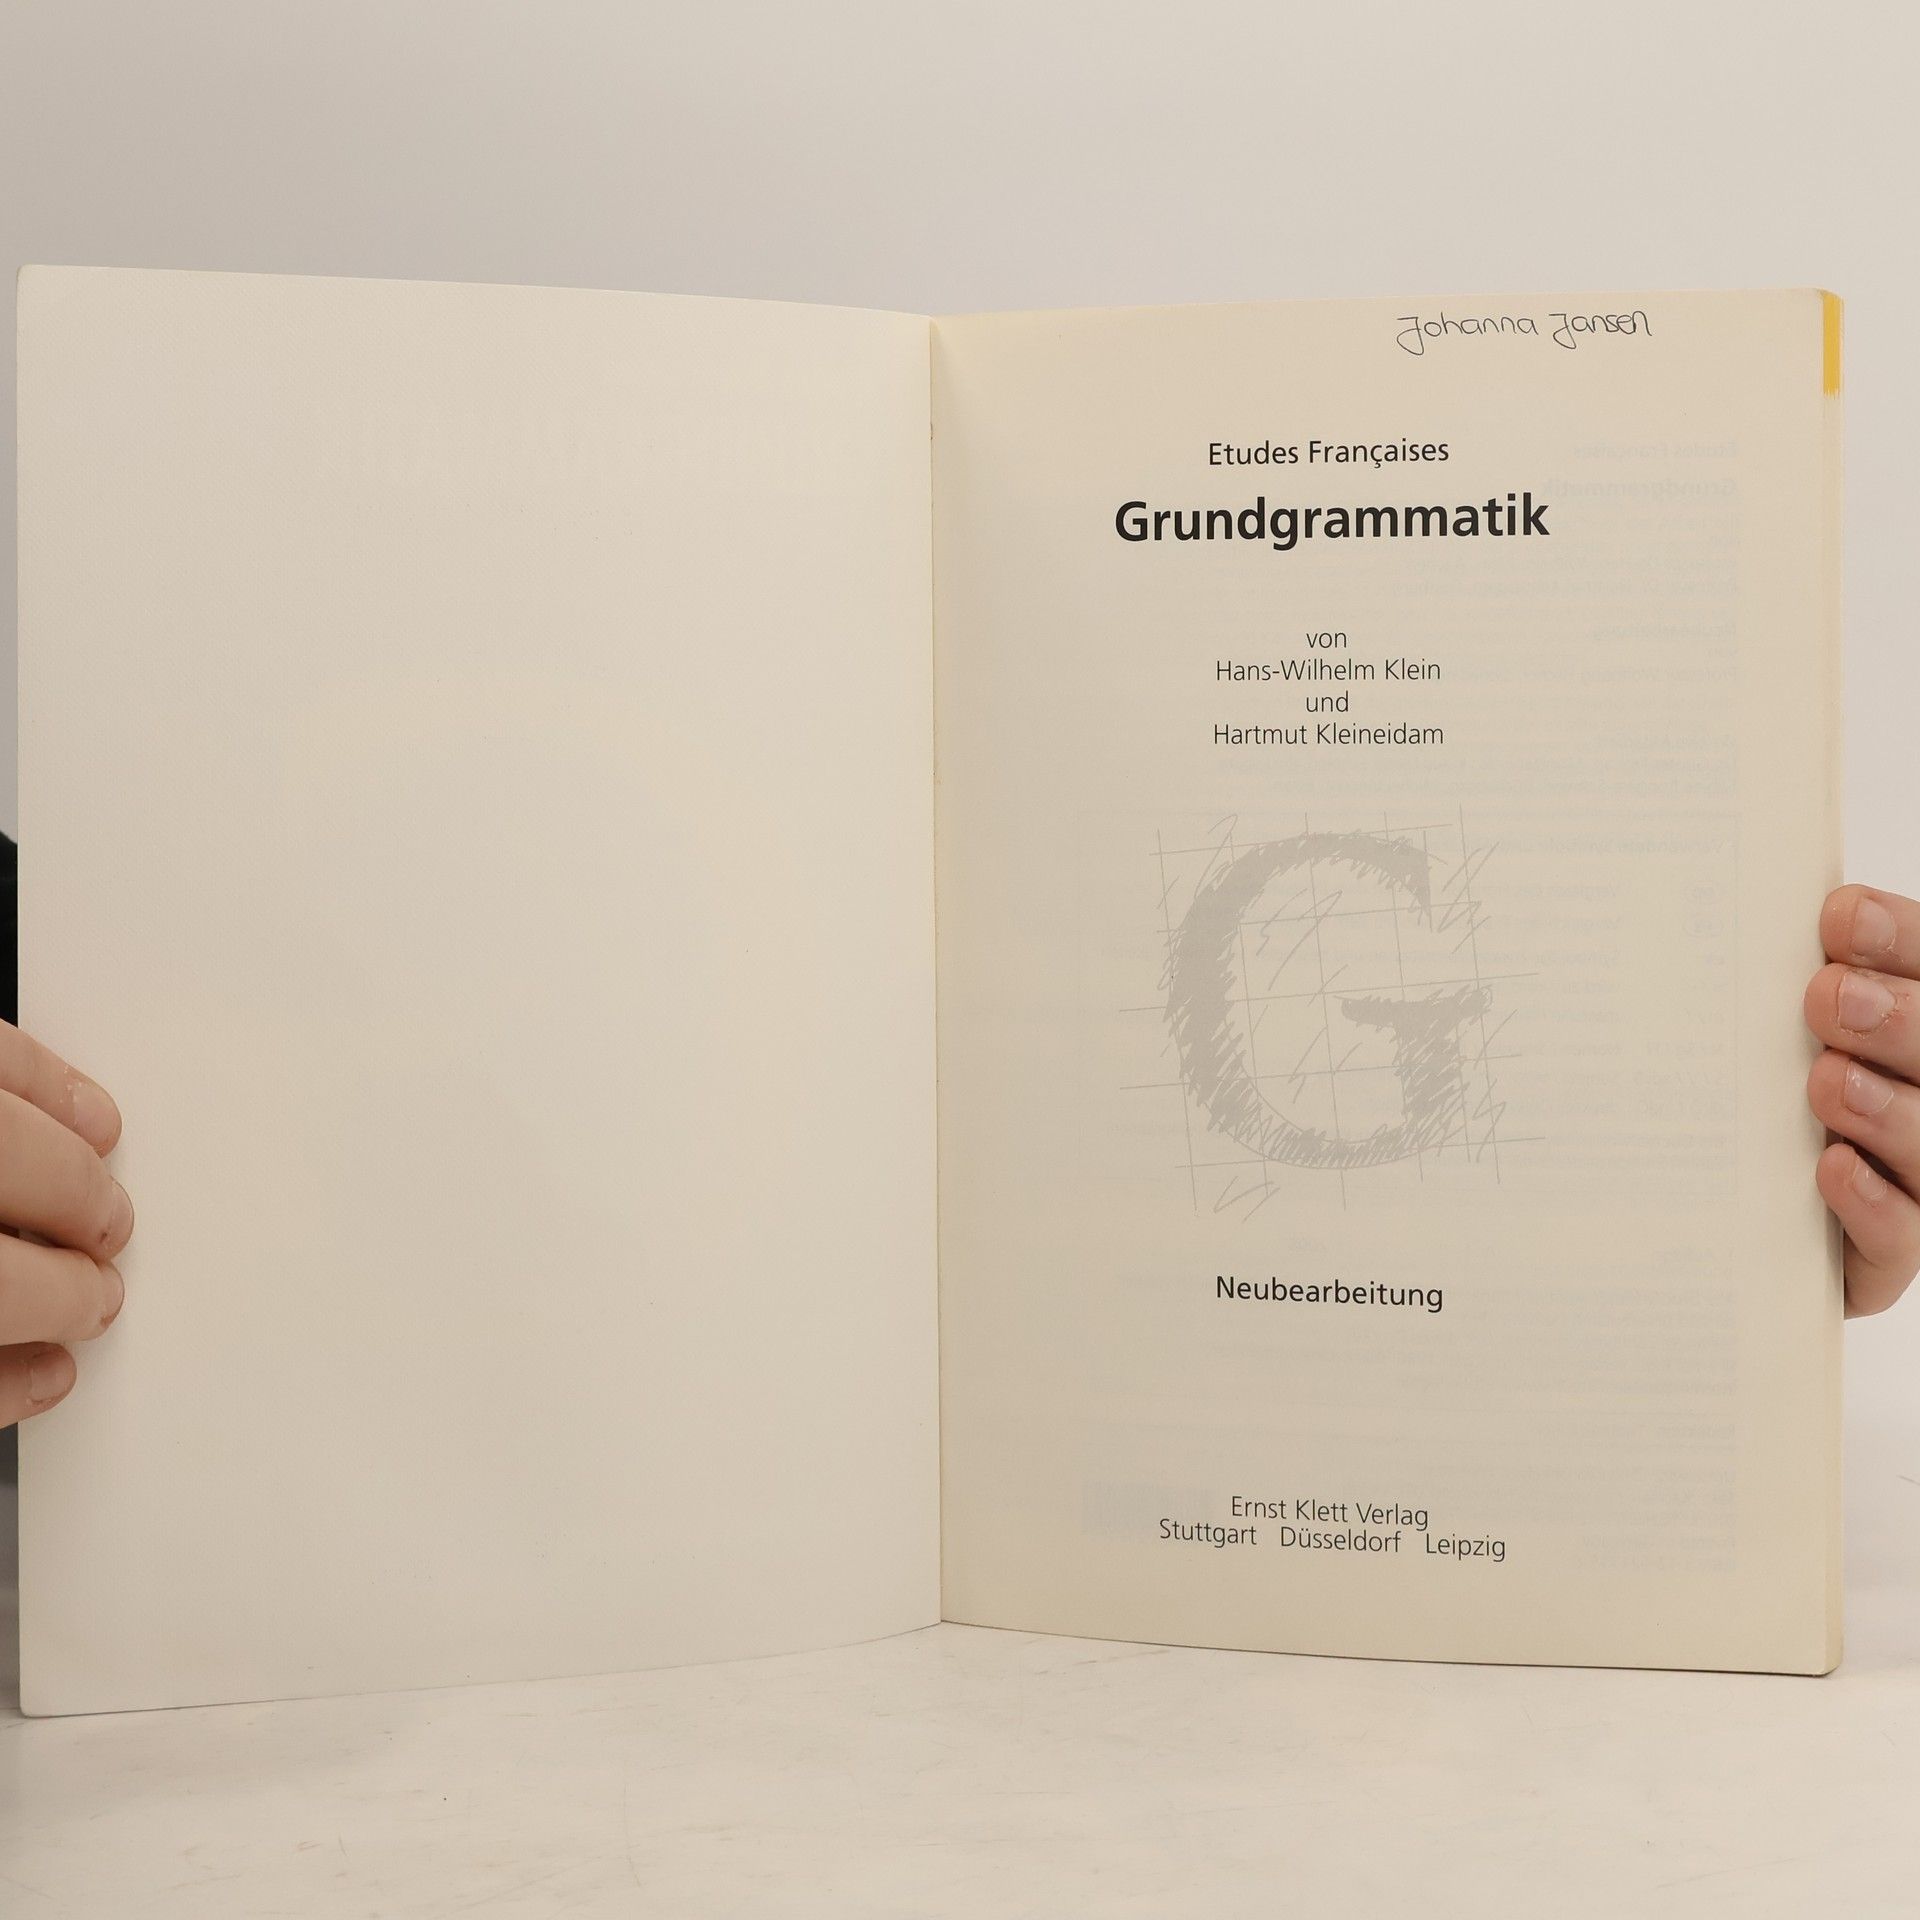 Johanna Jansen
Etudes Françaises
Grundgrammatik
von
Hans-Wilhelm Klein
und
Hartmut Kleineidam
G
Neubearbeitung
Ernst Klett Verlag
Stuttgart Düsseldorf Leipzig